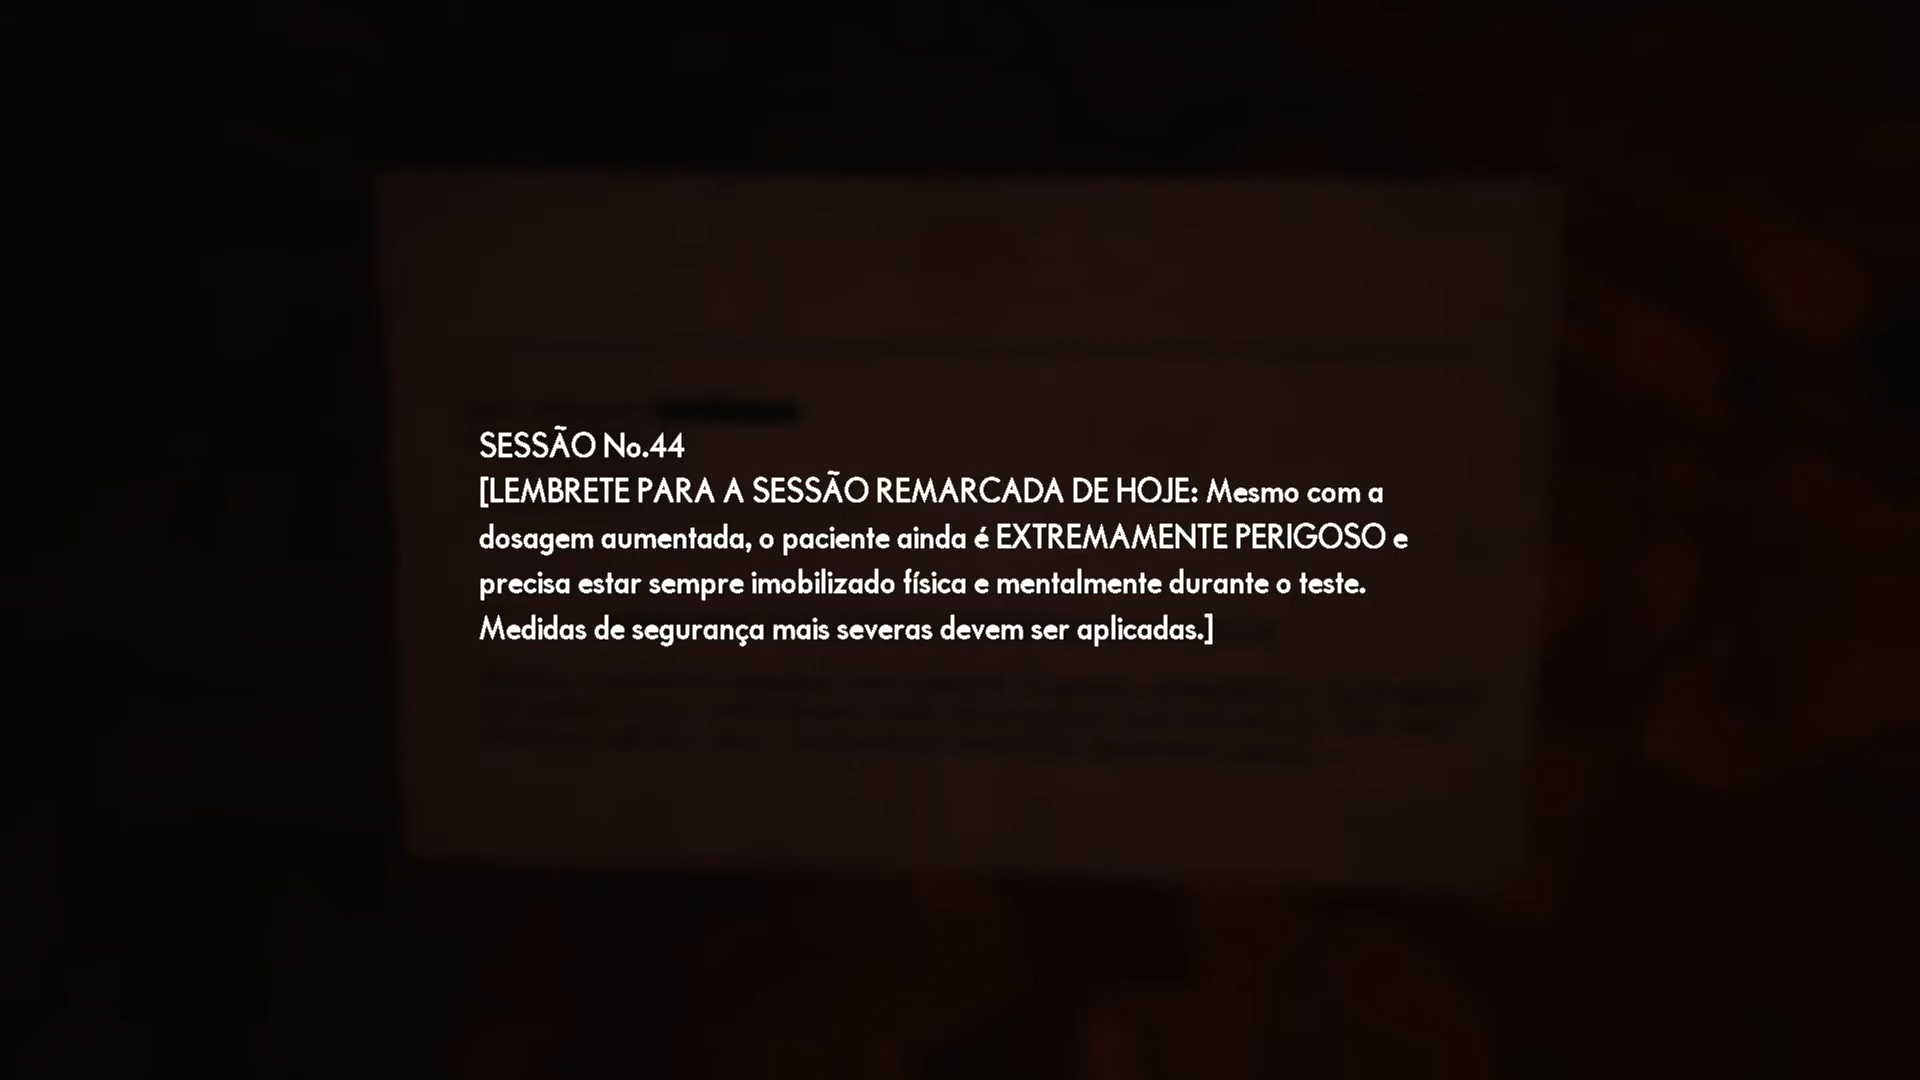 SESSÃO No.44
[LEMBRETE PARA A SESSÃO REMARCADA DE HOJE: Mesmo com a
dosagem aumentada, o paciente ainda é EXTREMAMENTE PERIGOSO e
precisa estar sempre imobilizado física e mentalmente durante o teste.
Medidas de segurança mais severas devem ser aplicadas.]